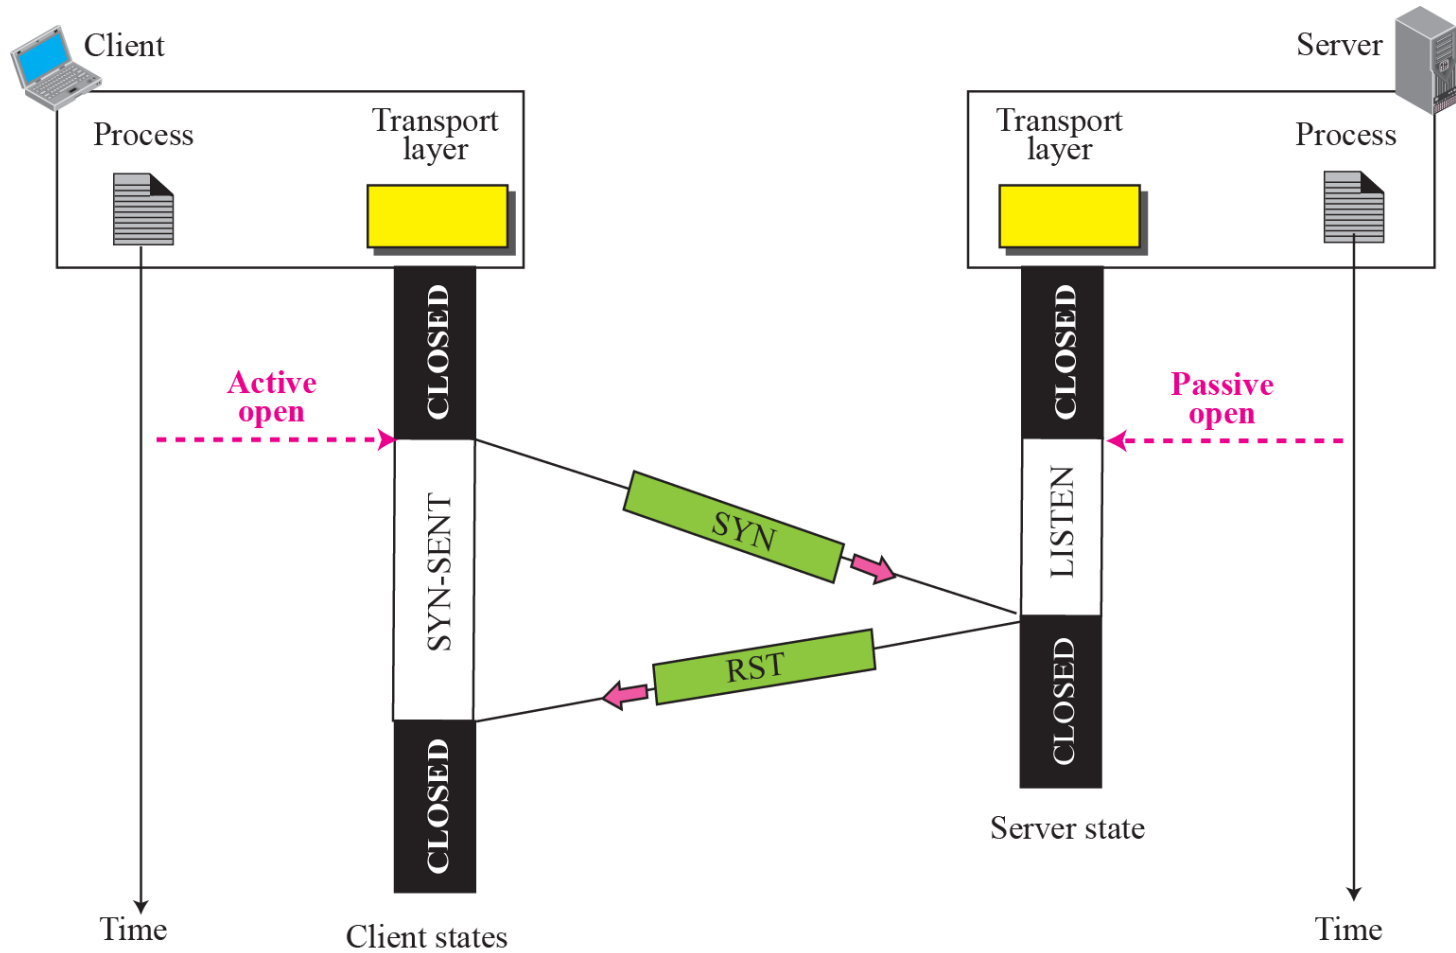 Client
Server
Process
Transport
layer
Transport
layer
Process
CLOSED
CLOSED
Active
open
Passive
open
SYN-SENT
SYN
LISTEN
RST
CLOSED
CLOSED
Server state
Time
Client states
Time